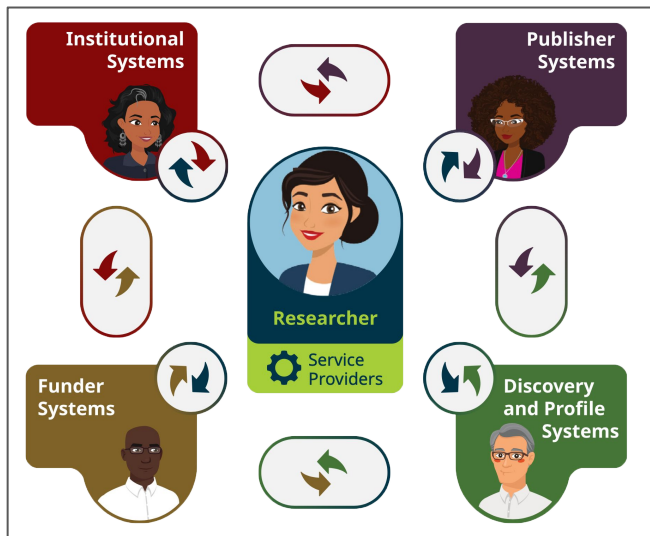 Institutional
Systems
Publisher
Systems
Researcher
Service
Providers
Funder
Systems
Discovery
and Profile
Systems